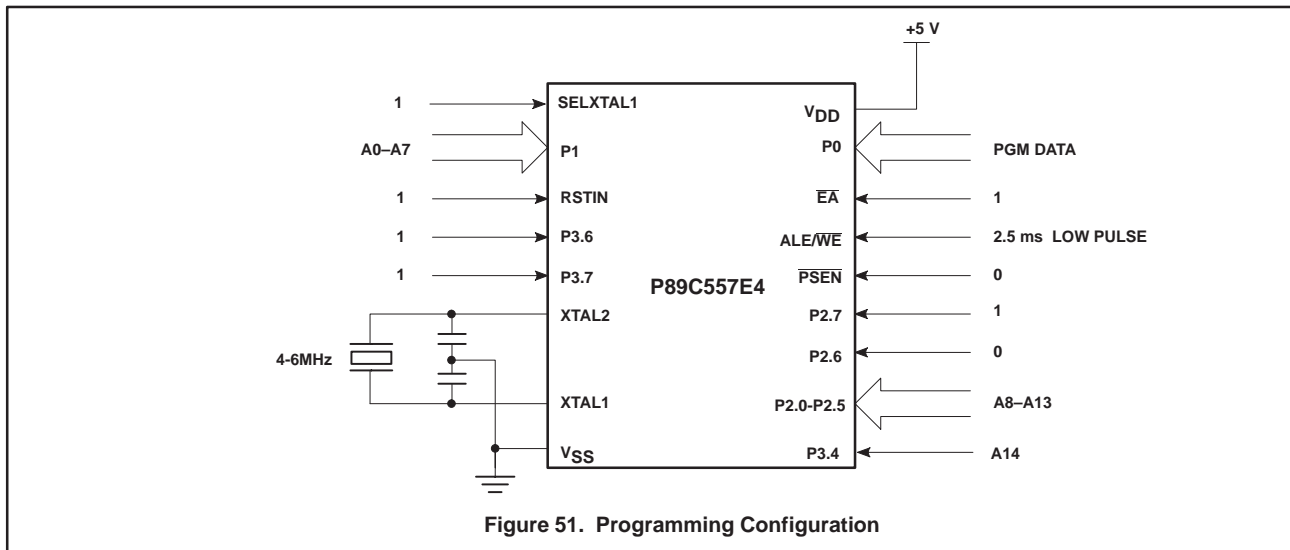 +5 V
1 SELXTAL1 VDD
A0–A7 P1 P0 PGM DATA
1 RSTIN EA 1
1 P3.6 ALE/WE 2.5 ms LOW PULSE
1 P3.7 PSEN 0
P89C557E4
XTAL2 P2.7 1
4-6MHz P2.6 0
XTAL1 P2.0-P2.5 A8–A13
VSS P3.4 A14
Figure 51. Programming Configuration